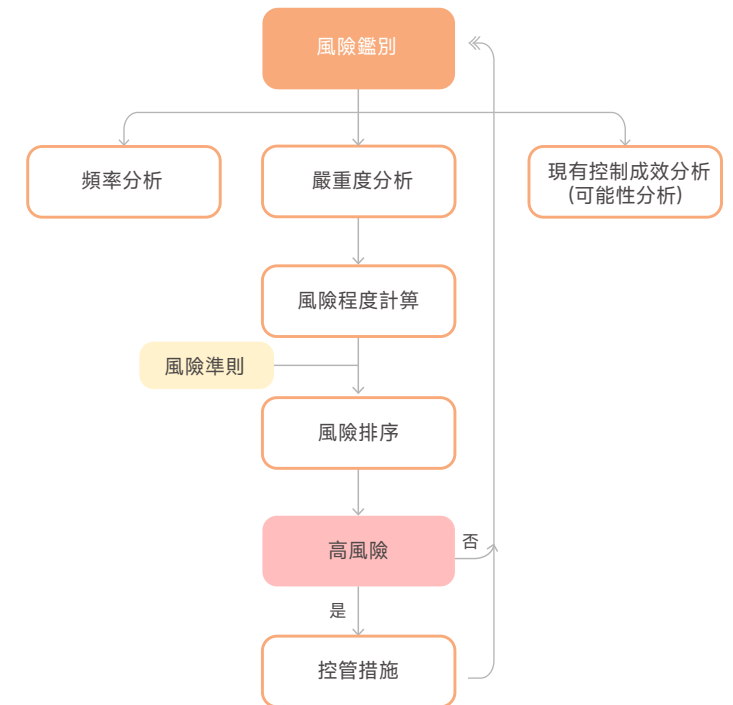 風險鑑別
頻率分析
嚴重度分析
現有控制成效分析
(可能性分析)
風險程度計箅
風險準則
風險排序
高風險
否
是
控管措施